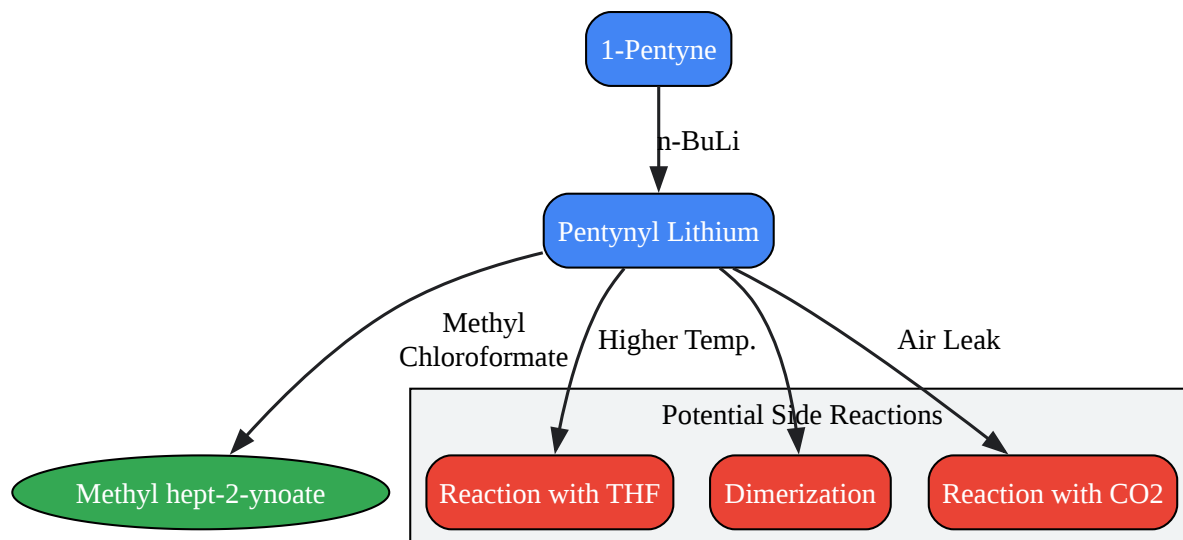 1-Pentyne
n-BuLi
Pentynyl Lithium
Methyl
Chloroformate
Higher Temp.
Air Leak
Potential Side Reactions
Methyl hept-2-ynoate
Reaction with THF
Dimerization
Reaction with CO2